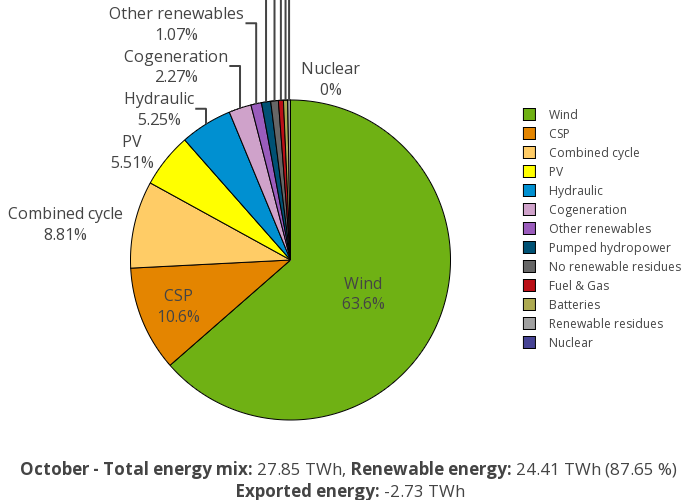 Other renewables
1.07%
Cogeneration
2.27%
Nuclear
0%
Hydraulic
5.25%
PV
5.51%
Combined cycle
8.81%
CSP
10.6%
Wind
63.6%
Wind
CSP
Combined cycle
PV
Hydraulic
Cogeneration
Other renewables
Pumped hydropower
No renewable residues
Fuel & Gas
Batteries
Renewable residues
Nuclear
October - Total energy mix: 27.85 TWh, Renewable energy: 24.41 TWh (87.65 %)
Exported energy: -2.73 TWh